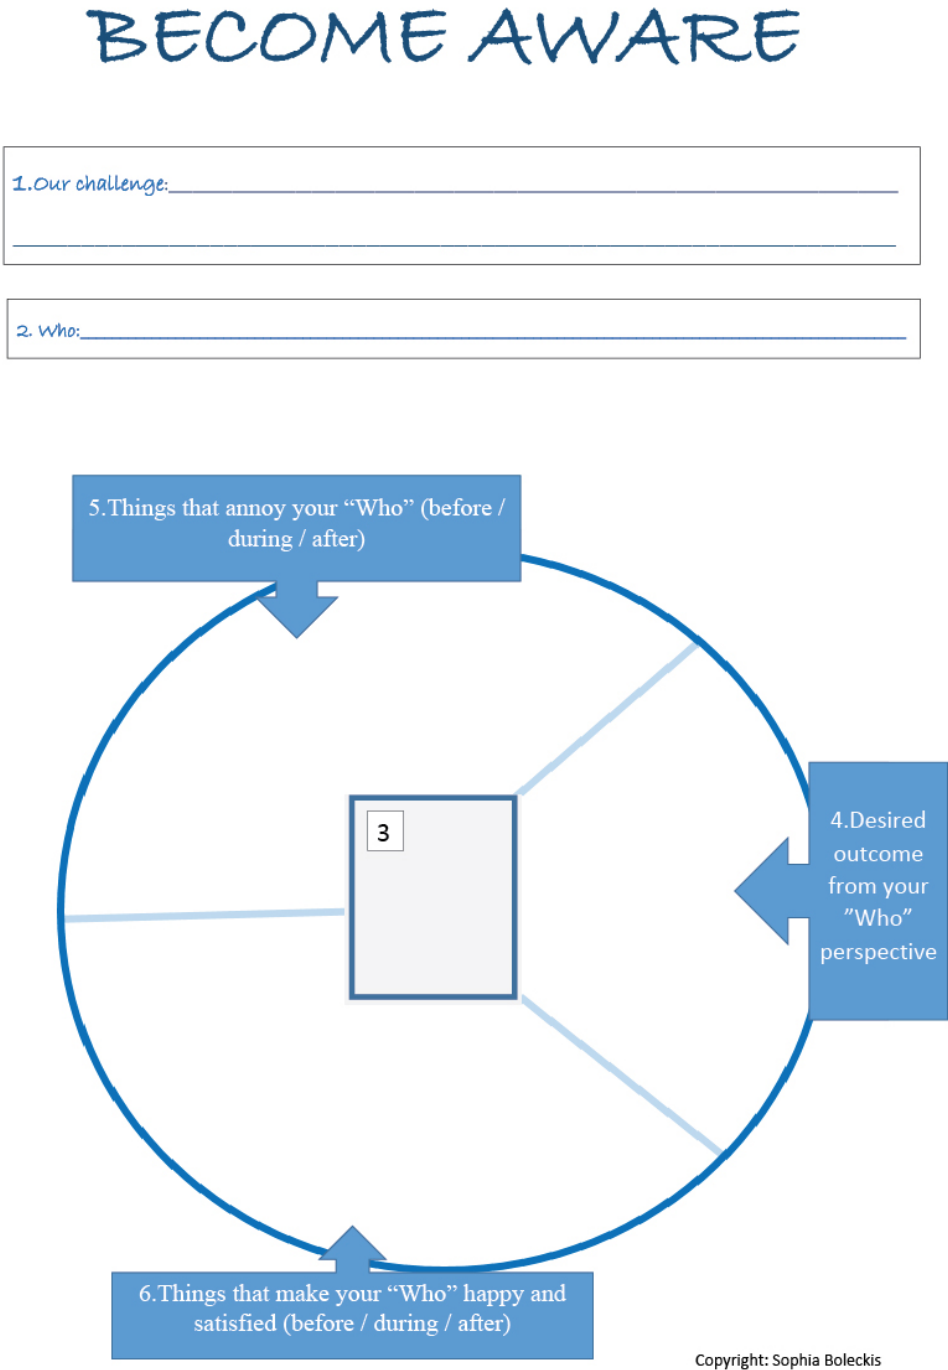 BECOME AWARE
1.Our challenge:
2. Who:
5.Things that annoy your “Who” (before /
during / after)
3
4.Desired
outcome
from your
”Who”
perspective
6.Things that make your “Who” happy and
satisfied (before / during / after)
Copyright: Sophia Boleckis